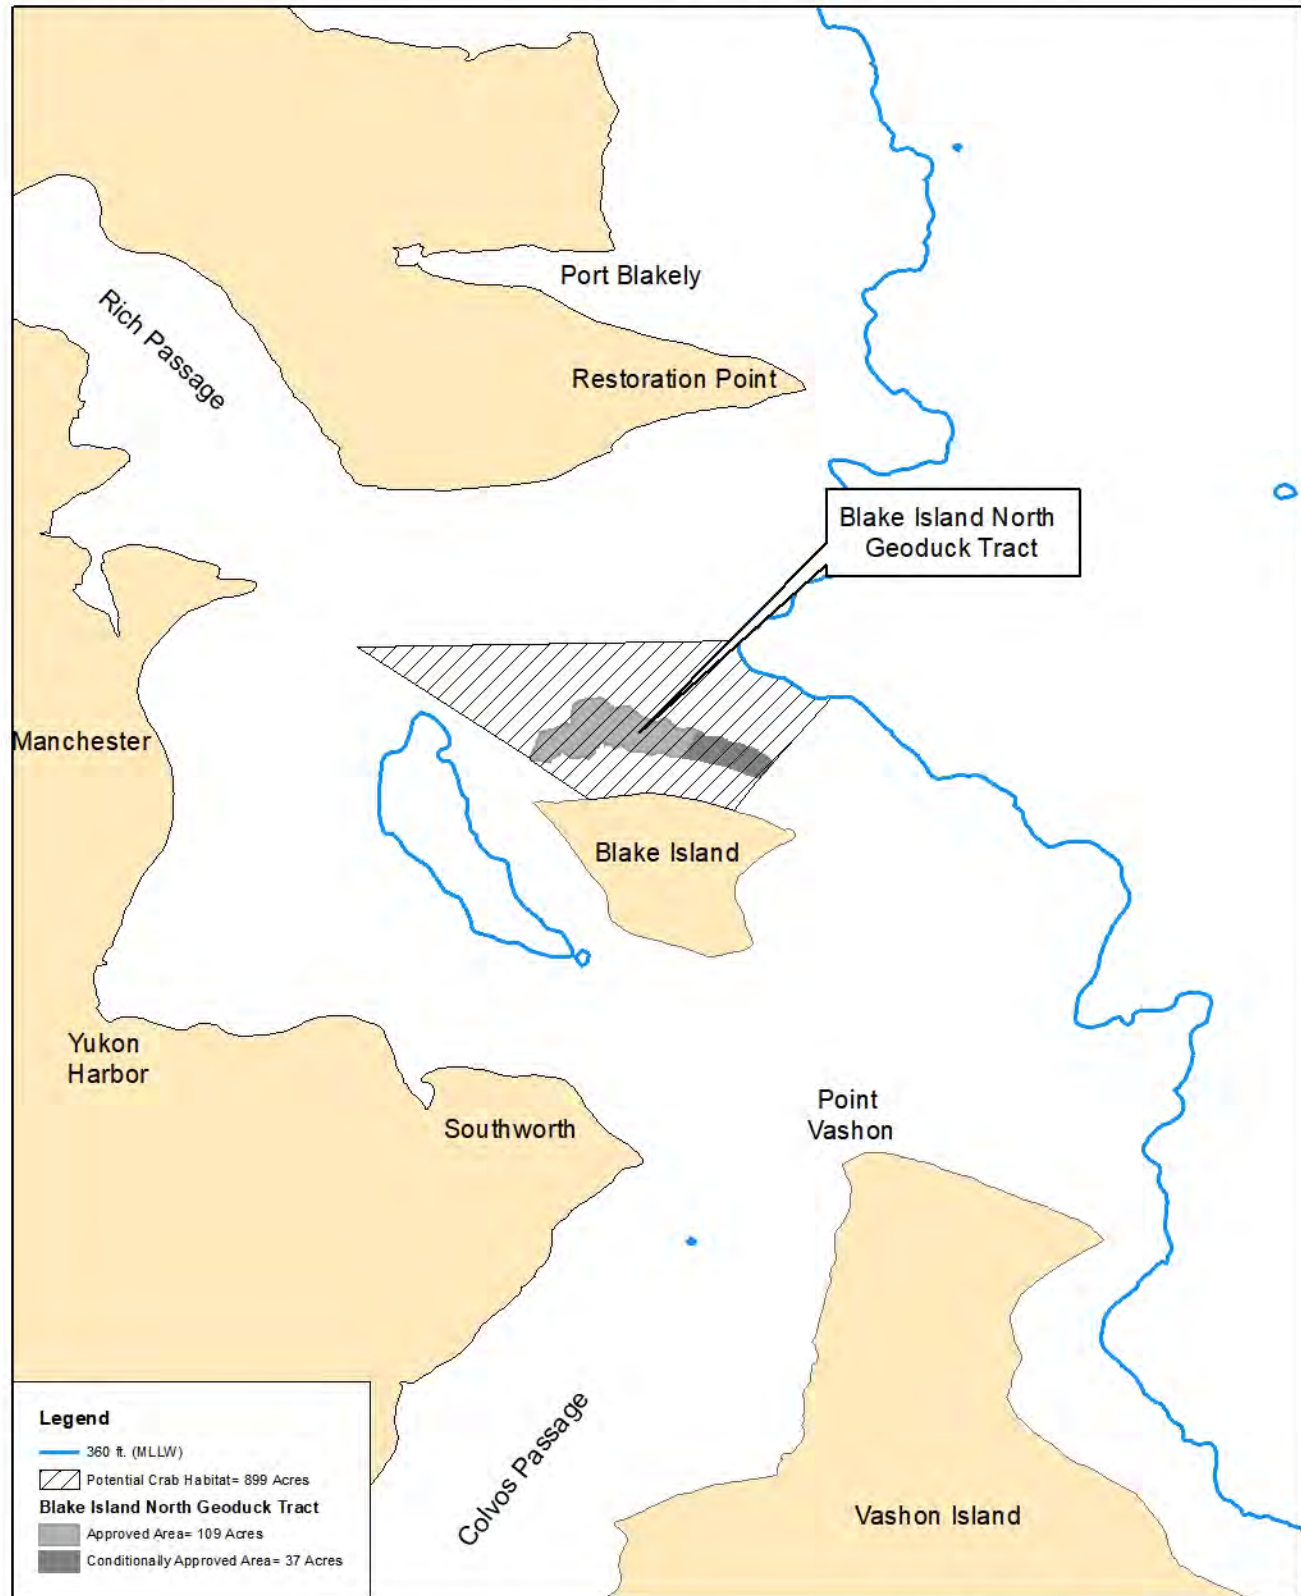 Port Blakely
Rich Passage
Restoration Point
Blake Island North
Geoduck Tract
Manchester
Blake Island
Yukon
Harbor
Southworth
Point
Vashon
Colvos Passage
Vashon Island
Legend
360 ft. (MLLW)
Potential Crab Habitat= 899 Acres
Blake Island North Geoduck Tract
Approved Area= 109 Acres
Conditionally Approved Area= 37 Acres